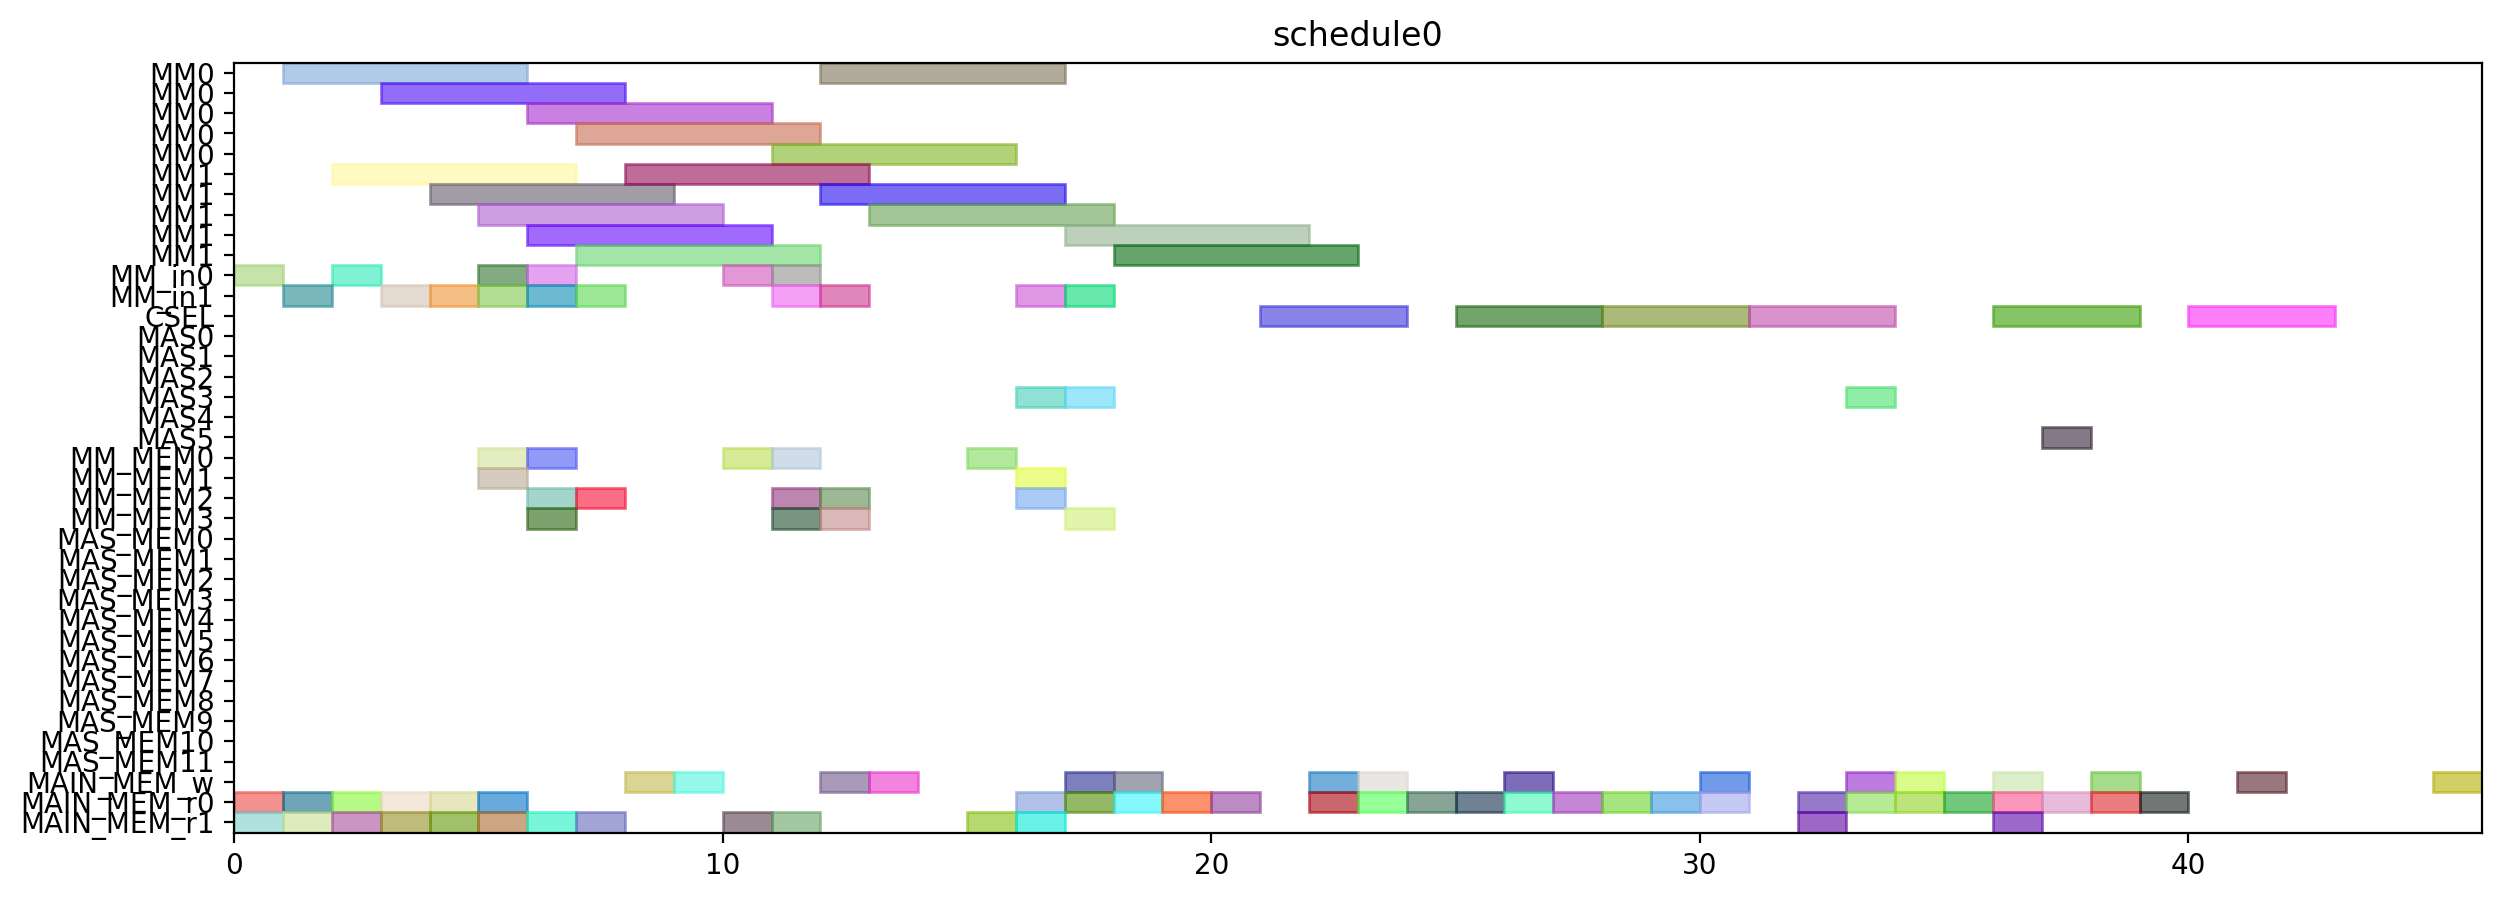 schedule0
MM0
MM0
MM0
MM0
MM0
MM1
MM1
MM1
MM1
MM1
MM_in0
MM_in1
CSEL
MAS0
MAS1
MAS2
MAS3
MAS4
MAS5
MM_MEM0
MM_MEM1
MM_MEM2
MM_MEM3
MAS_MEM0
MAS_MEM1
MAS_MEM2
MAS_MEM3
MAS_MEM4
MAS_MEM5
MAS_MEM6
MAS_MEM7
MAS_MEM8
MAS_MEM9
MAS_MEM10
MAS_MEM11
MAIN_MEM_w
MAIN_MEM_r0
MAIN_MEM_r1
0 10 20 30 40